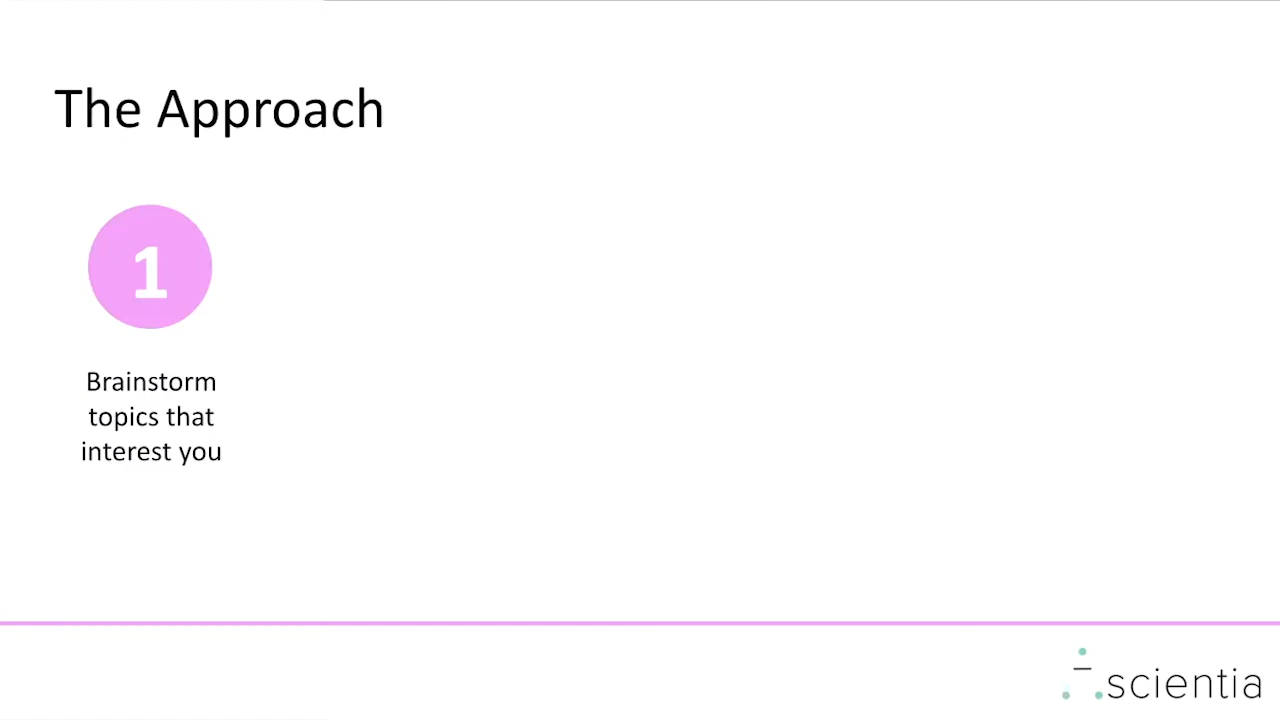 The Approach
1
Brainstorm
topics that
interest you
scientia